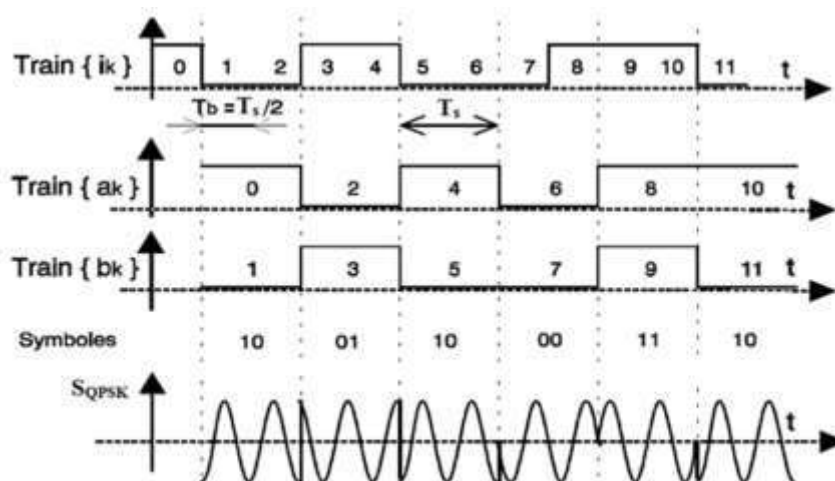 Train { ik } 0 1 2 3 4 5 6 7 8 9 10 11 t
Tb = Ts/2 Ts
Train { ak } 0 2 4 6 8 10 t
Train { bk } 1 3 5 7 9 11 t
Symboles 10 01 10 00 11 10
SQPSK t